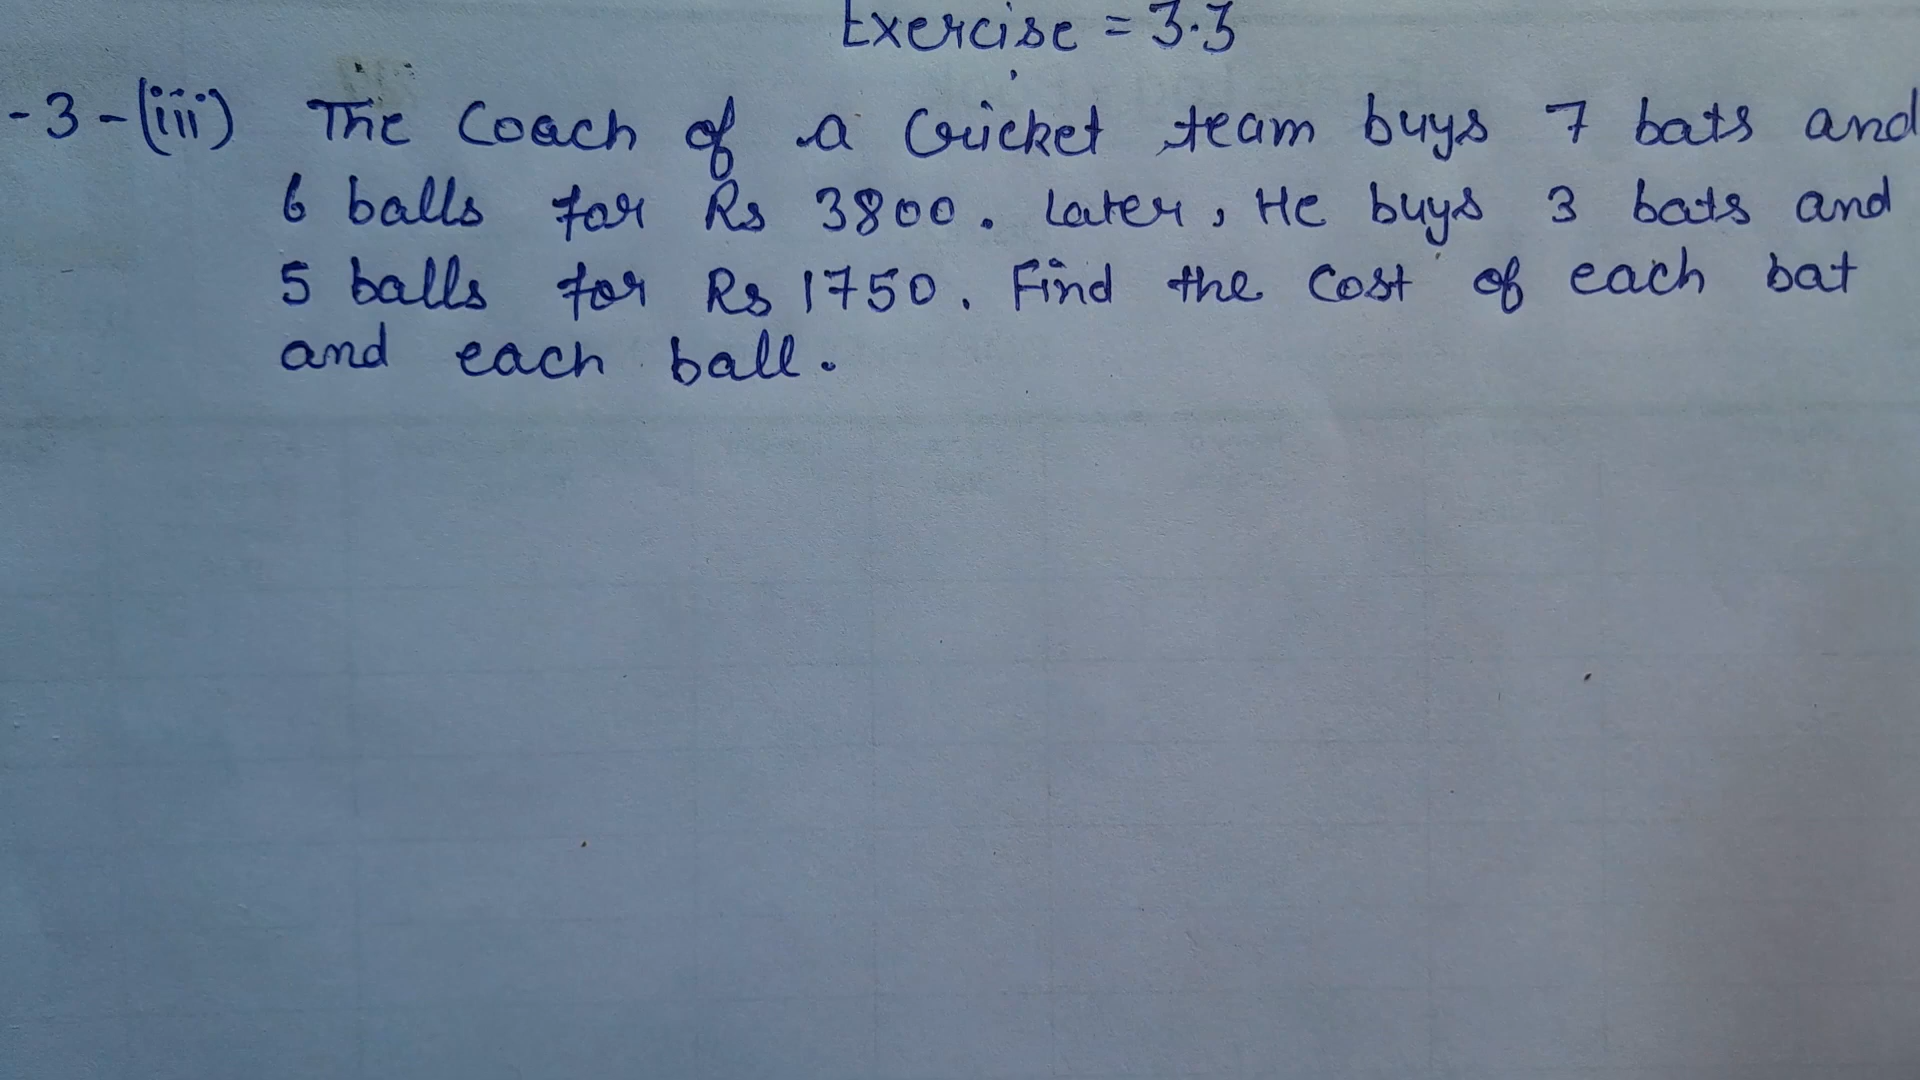 Exercise = 3.3
-3-(iii) The Coach of a Cricket team buys 7 bats and
6 balls for Rs 3800. Later, He buys 3 bats and
5 balls for Rs 1750. Find the Cost of each bat
and each ball.